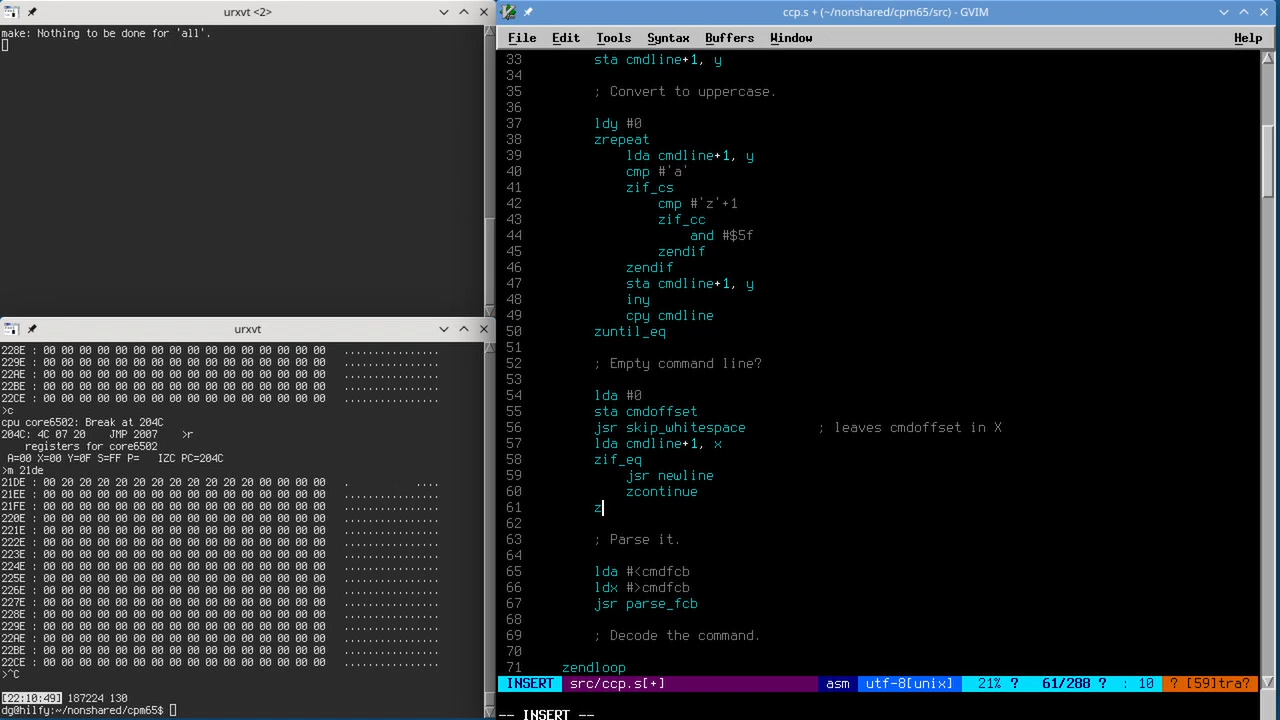 urxvt <2>
make: Nothing to be done for 'all'.
urxvt
228E : 00 00 00 00 00 00 00 00 00 00 00 00 00 00 00 00   ................
229E : 00 00 00 00 00 00 00 00 00 00 00 00 00 00 00 00   ................
22AE : 00 00 00 00 00 00 00 00 00 00 00 00 00 00 00 00   ................
22BE : 00 00 00 00 00 00 00 00 00 00 00 00 00 00 00 00   ................
22CE : 00 00 00 00 00 00 00 00 00 00 00 00 00 00 00 00   ................
>c
cpu core6502: Break at 204C
204C: 4C 07 20    JMP 2007    >r
    registers for core6502
 A=00 X=00 Y=0F S=FF P=   IZC PC=204C
>m 21de
21DE : 00 20 20 20 20 20 20 20 20 20 20 20 00 00 00 00   .           ....
21EE : 00 00 00 00 00 00 00 00 00 00 00 00 00 00 00 00   ................
21FE : 00 00 00 00 00 00 00 00 00 00 00 00 00 00 00 00   ................
220E : 00 00 00 00 00 00 00 00 00 00 00 00 00 00 00 00   ................
221E : 00 00 00 00 00 00 00 00 00 00 00 00 00 00 00 00   ................
222E : 00 00 00 00 00 00 00 00 00 00 00 00 00 00 00 00   ................
223E : 00 00 00 00 00 00 00 00 00 00 00 00 00 00 00 00   ................
224E : 00 00 00 00 00 00 00 00 00 00 00 00 00 00 00 00   ................
225E : 00 00 00 00 00 00 00 00 00 00 00 00 00 00 00 00   ................
226E : 00 00 00 00 00 00 00 00 00 00 00 00 00 00 00 00   ................
227E : 00 00 00 00 00 00 00 00 00 00 00 00 00 00 00 00   ................
228E : 00 00 00 00 00 00 00 00 00 00 00 00 00 00 00 00   ................
229E : 00 00 00 00 00 00 00 00 00 00 00 00 00 00 00 00   ................
22AE : 00 00 00 00 00 00 00 00 00 00 00 00 00 00 00 00   ................
22BE : 00 00 00 00 00 00 00 00 00 00 00 00 00 00 00 00   ................
22CE : 00 00 00 00 00 00 00 00 00 00 00 00 00 00 00 00   ................
>^C
[22:10:49] 187224 130
dg@hilfy:~/nonshared/cpm65$
ccp.s + (~/nonshared/cpm65/src) - GVIM
File Edit Tools Syntax Buffers Window Help
33         sta cmdline+1, y
34
35         ; Convert to uppercase.
36
37         ldy #0
38         zrepeat
39             lda cmdline+1, y
40             cmp #'a'
41             zif_cs
42                 cmp #'z'+1
43                 zif_cc
44                     and #$5f
45                 zendif
46             zendif
47             sta cmdline+1, y
48             iny
49             cpy cmdline
50         zuntil_eq
51
52         ; Empty command line?
53
54         lda #0
55         sta cmdoffset
56         jsr skip_whitespace         ; leaves cmdoffset in X
57         lda cmdline+1, x
58         zif_eq
59             jsr newline
60             zcontinue
61         z
62
63         ; Parse it.
64
65         lda #<cmdfcb
66         ldx #>cmdfcb
67         jsr parse_fcb
68
69         ; Decode the command.
70
71     zendloop
INSERT src/ccp.s[+] asm utf-8[unix] 21% ? 61/288 ? : 10 ? [59]tra?
-- INSERT --